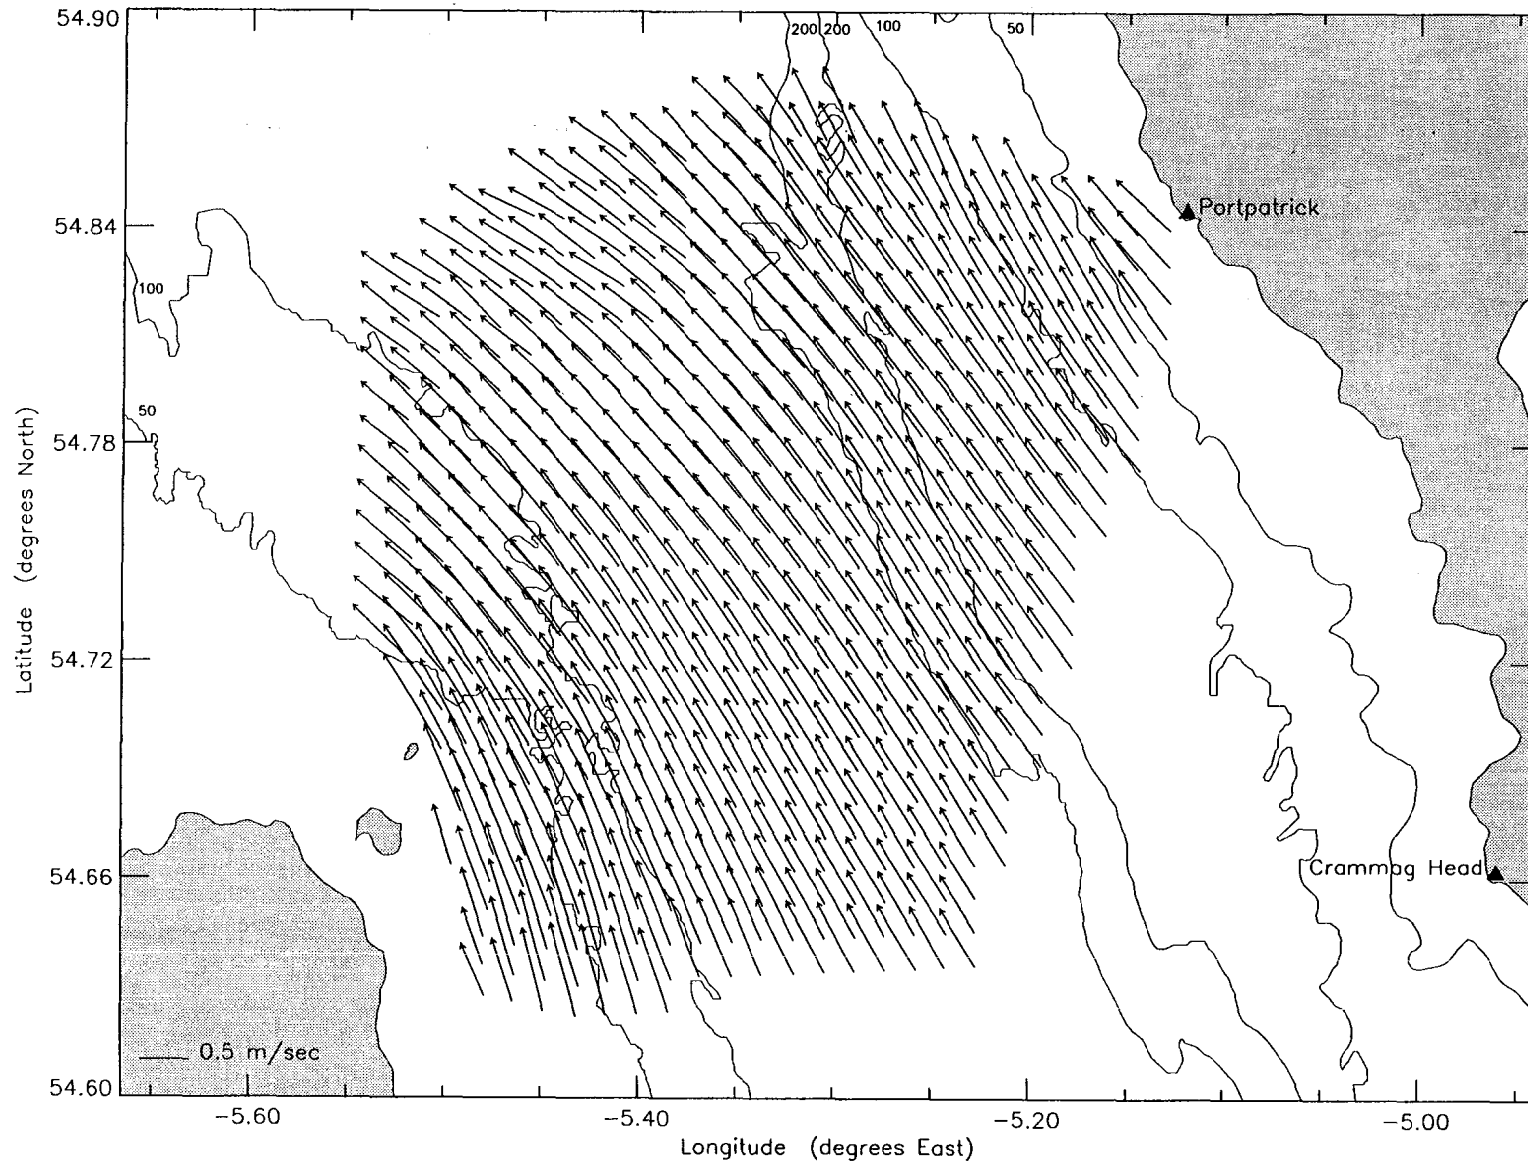 54.90
200 200 100 50
Portpatrick
54.84
100
50
54.78
Latitude (degrees North)
54.72
54.66
Crammag Head
0.5 m/sec
54.60
-5.60 -5.40 -5.20 -5.00
Longitude (degrees East)